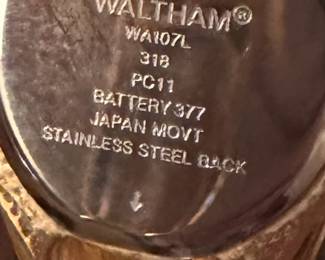 WALTHAM®
WA107L
318
PC11
BATTERY 377
JAPAN MOVT
STAINLESS STEEL BACK